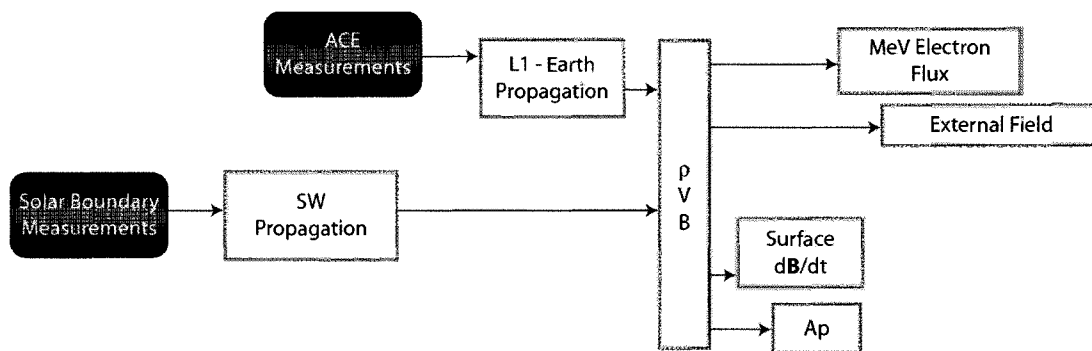 ACE
Measurements
L1 - Earth
Propagation
MeV Electron
Flux
External Field
Solar Boundary
Measurements
SW
Propagation
ρ
V
B
Surface
dB/dt
Ap